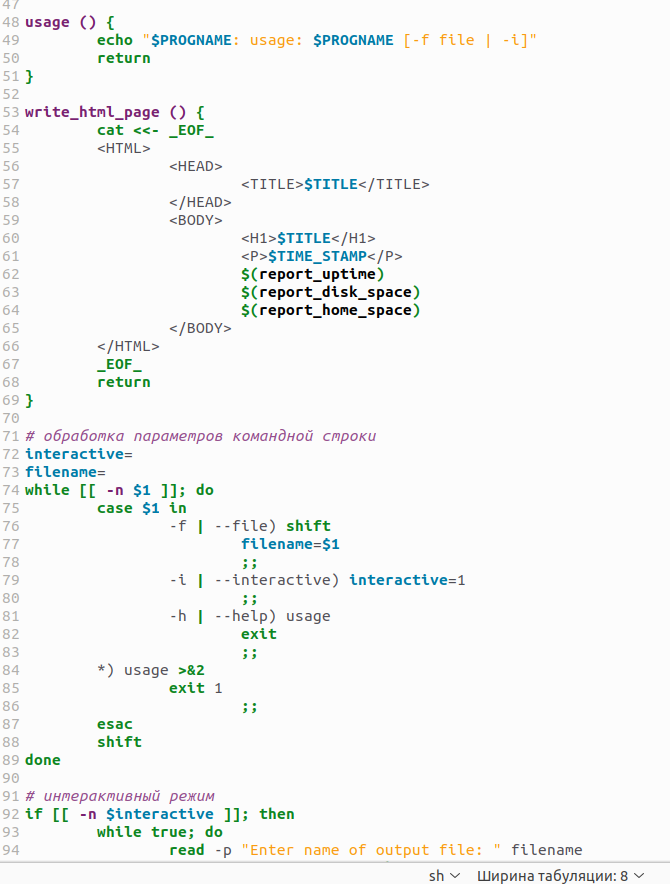 47
48 usage () {
49         echo "$PROGNAME: usage: $PROGNAME [-f file | -i]"
50         return
51 }
52
53 write_html_page () {
54         cat <<- _EOF_
55         <HTML>
56                 <HEAD>
57                         <TITLE>$TITLE</TITLE>
58                 </HEAD>
59                 <BODY>
60                         <H1>$TITLE</H1>
61                         <P>$TIME_STAMP</P>
62                         $(report_uptime)
63                         $(report_disk_space)
64                         $(report_home_space)
65                 </BODY>
66         </HTML>
67         _EOF_
68         return
69 }
70
71 # обработка параметров командной строки
72 interactive=
73 filename=
74 while [[ -n $1 ]]; do
75         case $1 in
76                 -f | --file) shift
77                         filename=$1
78                         ;;
79                 -i | --interactive) interactive=1
80                         ;;
81                 -h | --help) usage
82                         exit
83                         ;;
84         *) usage >&2
85                 exit 1
86                         ;;
87         esac
88         shift
89 done
90
91 # интерактивный режим
92 if [[ -n $interactive ]]; then
93         while true; do
94                 read -p "Enter name of output file: " filename
sh Ширина табуляции: 8